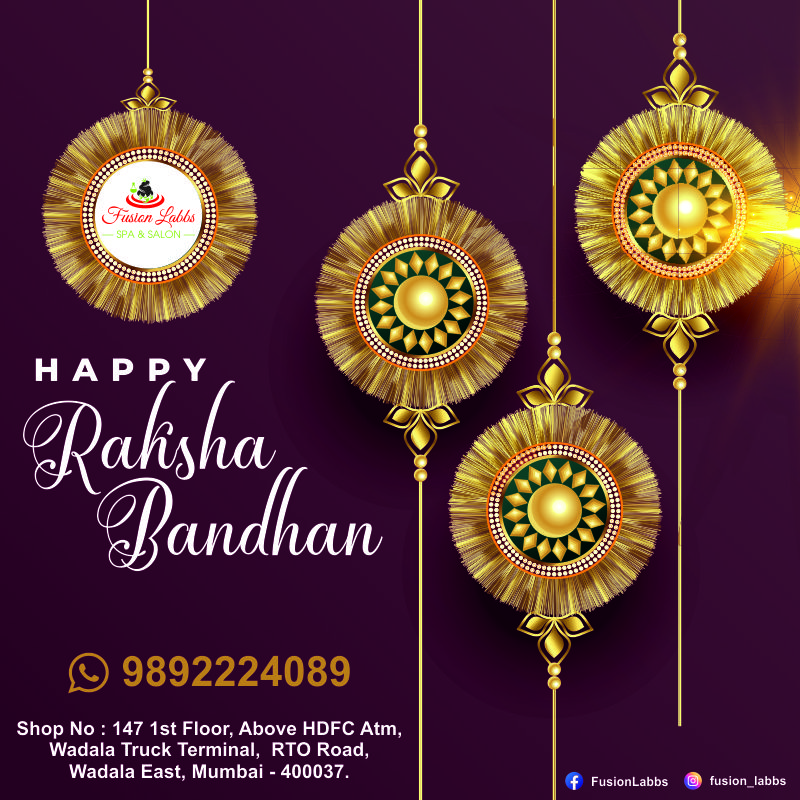 Fusion Labbs
SPA & SALON
HAPPY
Raksha
Bandhan
9892224089
Shop No : 147 1st Floor, Above HDFC Atm,
Wadala Truck Terminal, RTO Road,
Wadala East, Mumbai - 400037.
FusionLabbs
fusion_labbs